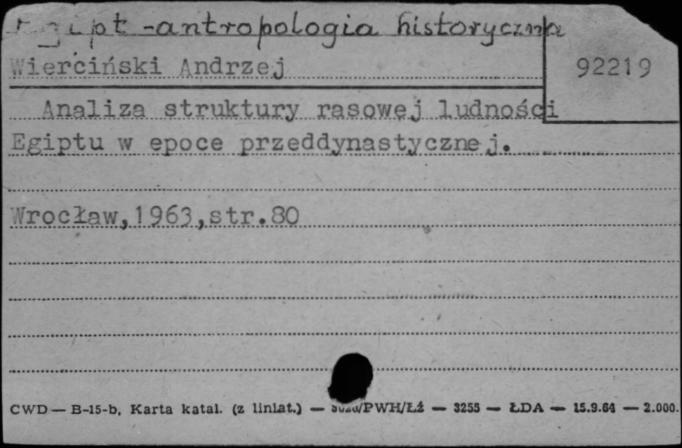 Egipt - antropologia historyczna
Wierciński Andrzej
92219
Analiza struktury rasowej ludności
Egiptu w epoce przeddynastycznej.
Wrocław,1963,str.80
CWD — B-15-b, Karta katal. (z liniat.) — /PWH/Łź — 3255 — ŁDA — 15.9.64 — 2.000.